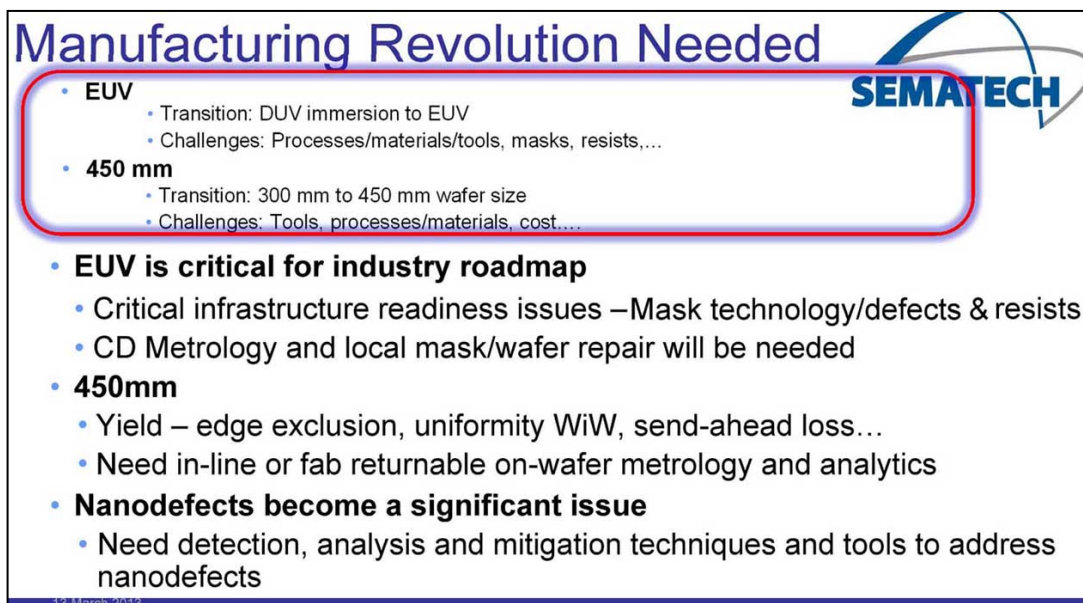 Manufacturing Revolution Needed
SEMATECH
• EUV
• Transition: DUV immersion to EUV
• Challenges: Processes/materials/tools, masks, resists,...
• 450 mm
• Transition: 300 mm to 450 mm wafer size
• Challenges: Tools, processes/materials, cost....
• EUV is critical for industry roadmap
• Critical infrastructure readiness issues –Mask technology/defects & resists
• CD Metrology and local mask/wafer repair will be needed
• 450mm
• Yield – edge exclusion, uniformity WiW, send-ahead loss...
• Need in-line or fab returnable on-wafer metrology and analytics
• Nanodefects become a significant issue
• Need detection, analysis and mitigation techniques and tools to address
nanodefects
13 March 2013